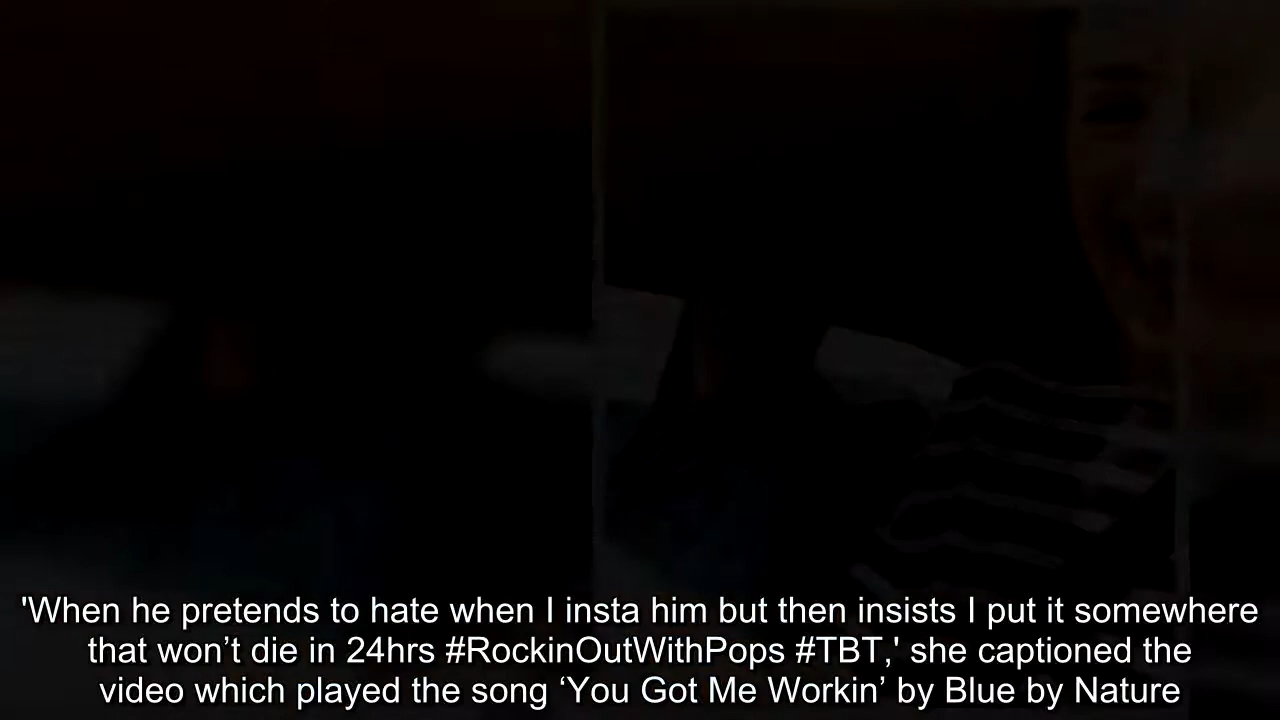 'When he pretends to hate when I insta him but then insists I put it somewhere
that won’t die in 24hrs #RockinOutWithPops #TBT,' she captioned the
video which played the song ‘You Got Me Workin’ by Blue by Nature